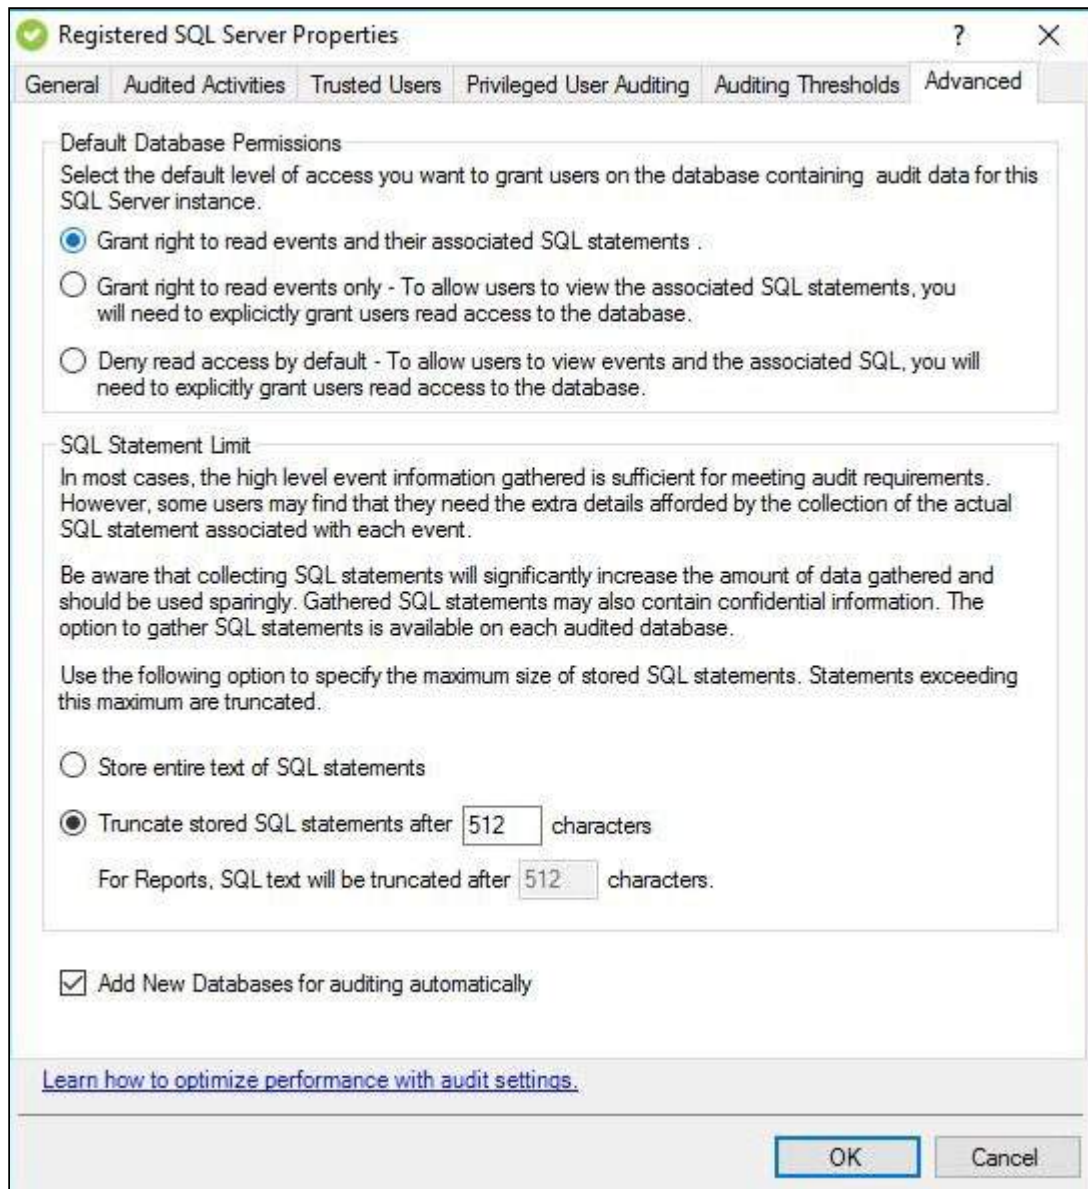 Registered SQL Server Properties
?
General
Audited Activities
Trusted Users
Privileged User Auditing
Auditing Thresholds
Advanced
Default Database Permissions
Select the default level of access you want to grant users on the database containing audit data for this
SQL Server instance.
Grant right to read events and their associated SQL statements .
Grant right to read events only - To allow users to view the associated SQL statements, you
will need to explicictly grant users read access to the database.
Deny read access by default - To allow users to view events and the associated SQL, you will
need to explicitly grant users read access to the database.
SQL Statement Limit
In most cases, the high level event information gathered is sufficient for meeting audit requirements.
However, some users may find that they need the extra details afforded by the collection of the actual
SQL statement associated with each event.
Be aware that collecting SQL statements will significantly increase the amount of data gathered and
should be used sparingly. Gathered SQL statements may also contain confidential information. The
option to gather SQL statements is available on each audited database.
Use the following option to specify the maximum size of stored SQL statements. Statements exceeding
this maximum are truncated.
Store entire text of SQL statements
Truncate stored SQL statements after 512 characters
For Reports, SQL text will be truncated after 512 characters.
Add New Databases for auditing automatically
Learn how to optimize performance with audit settings.
OK
Cancel